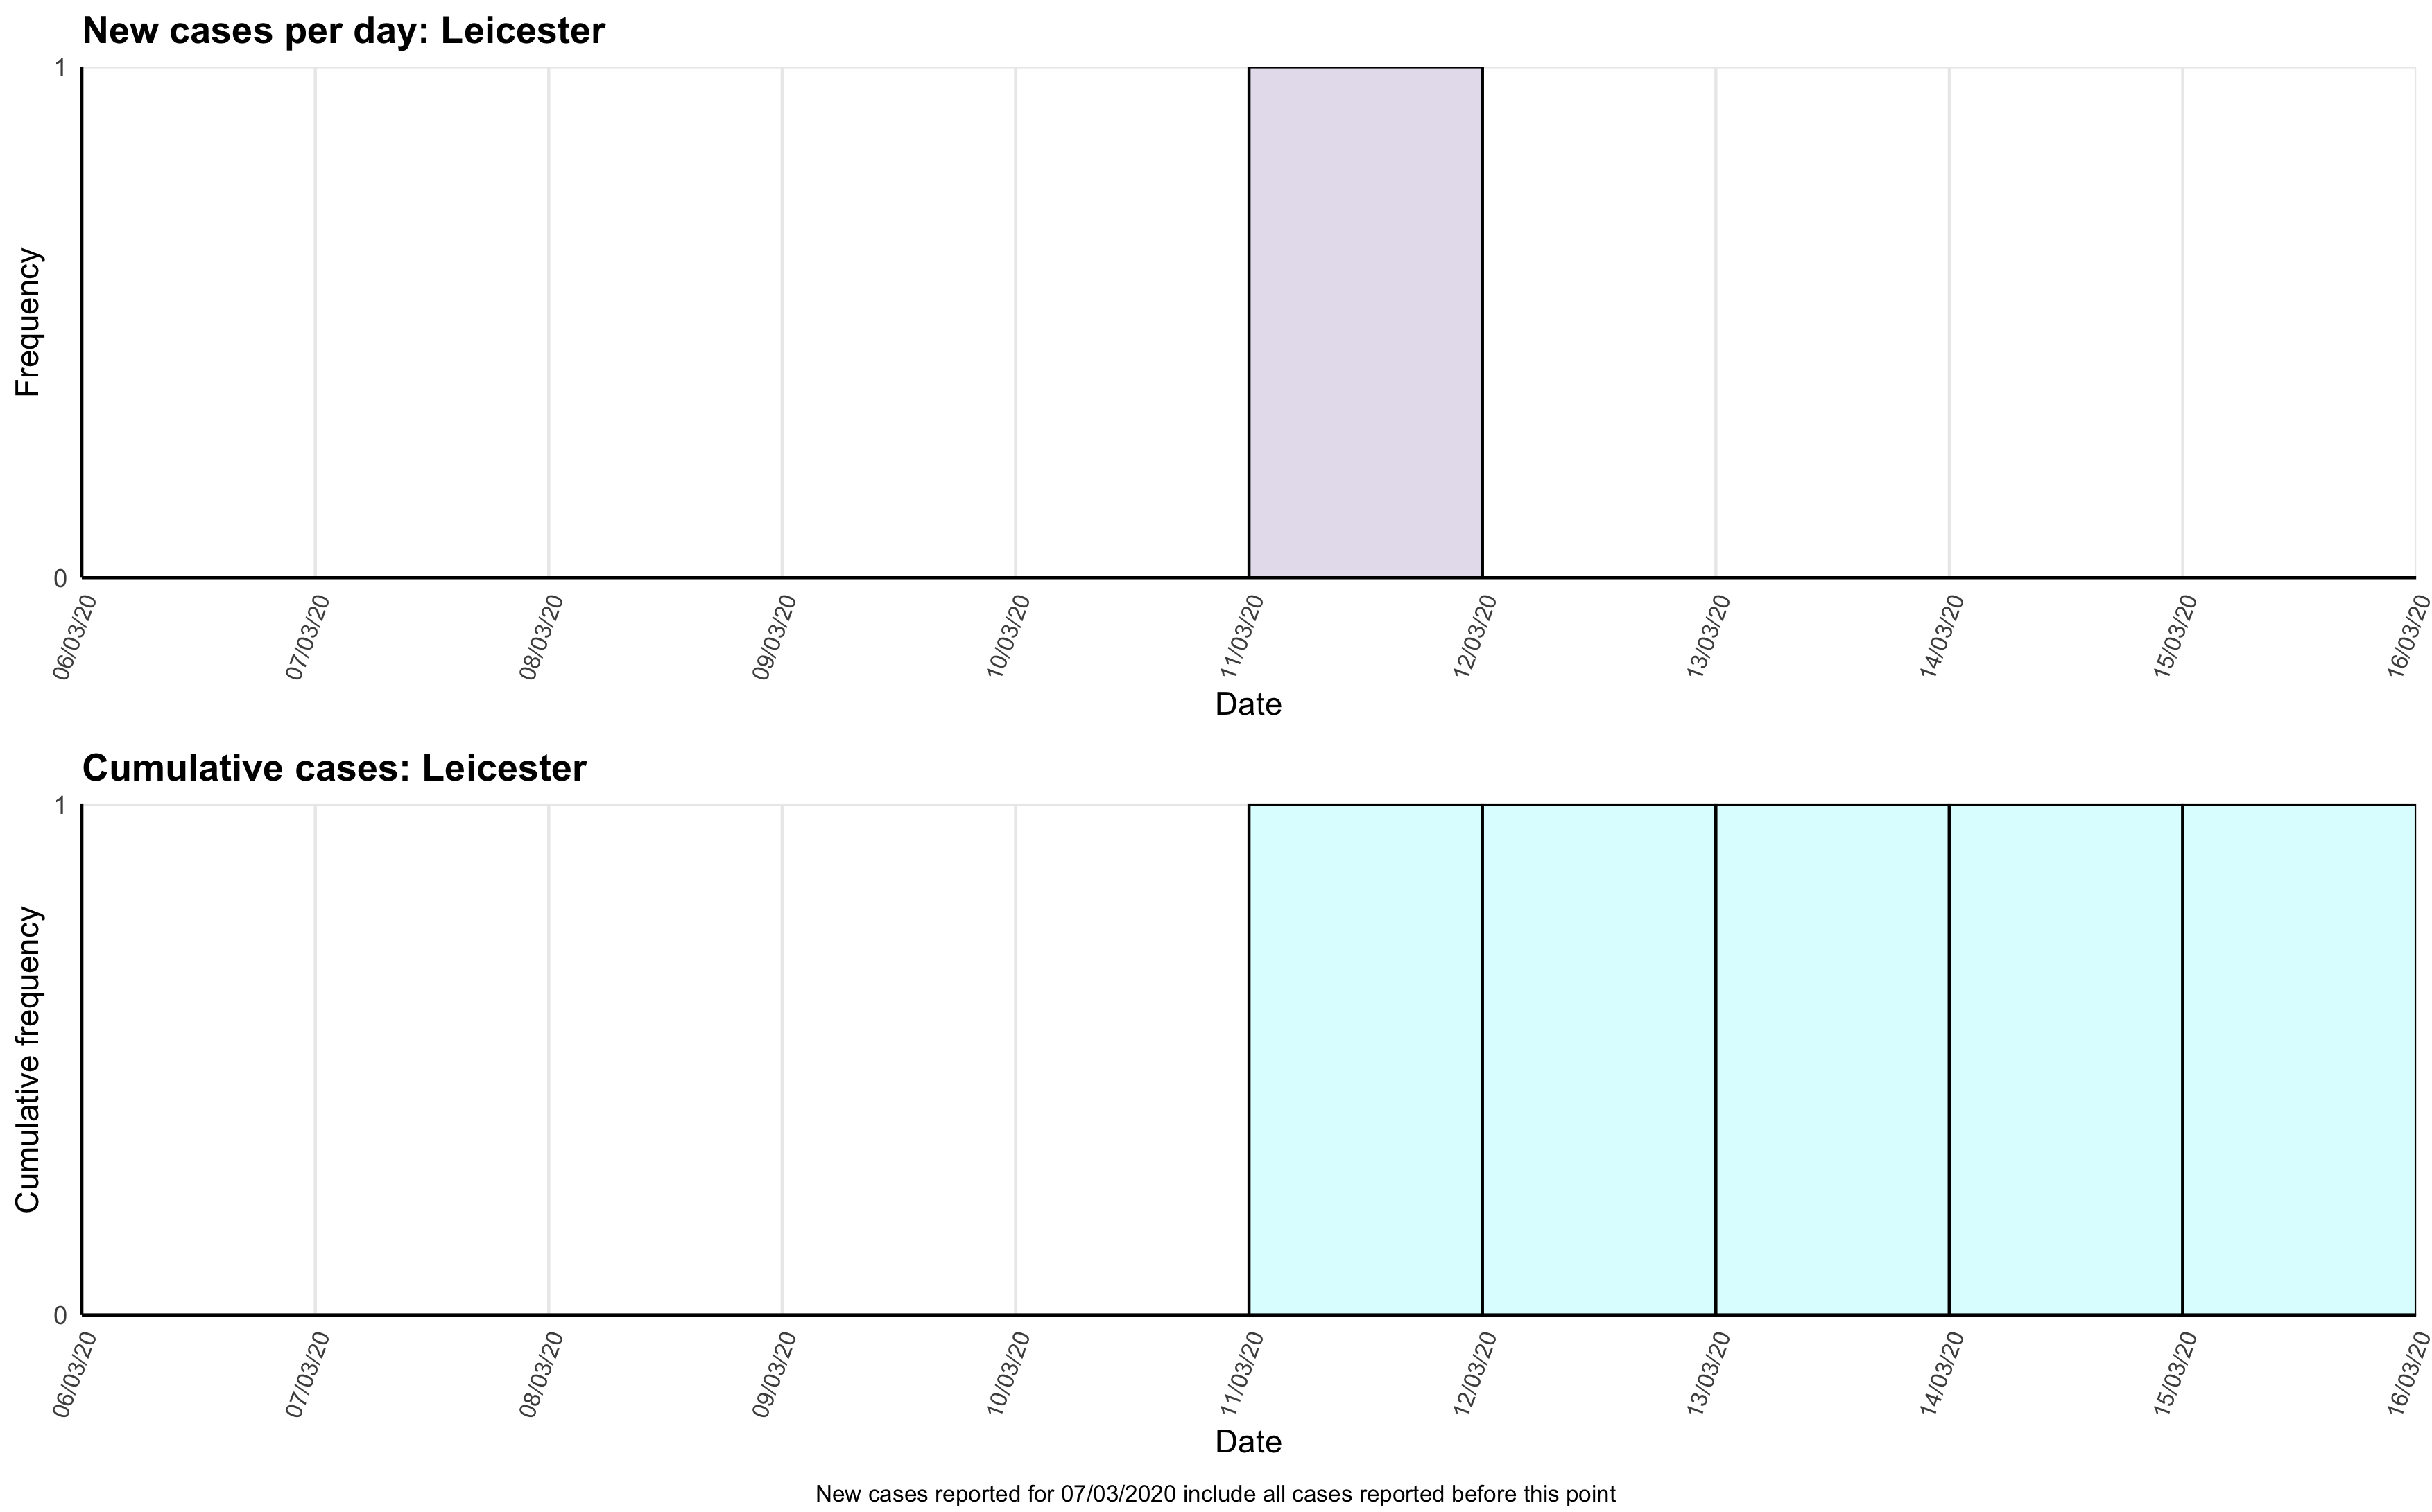 New cases per day: Leicester
1
Frequency
0
06/03/20 07/03/20 08/03/20 09/03/20 10/03/20 11/03/20 12/03/20 13/03/20 14/03/20 15/03/20 16/03/20
Date
Cumulative cases: Leicester
1
Cumulative frequency
0
06/03/20 07/03/20 08/03/20 09/03/20 10/03/20 11/03/20 12/03/20 13/03/20 14/03/20 15/03/20 16/03/20
Date
New cases reported for 07/03/2020 include all cases reported before this point